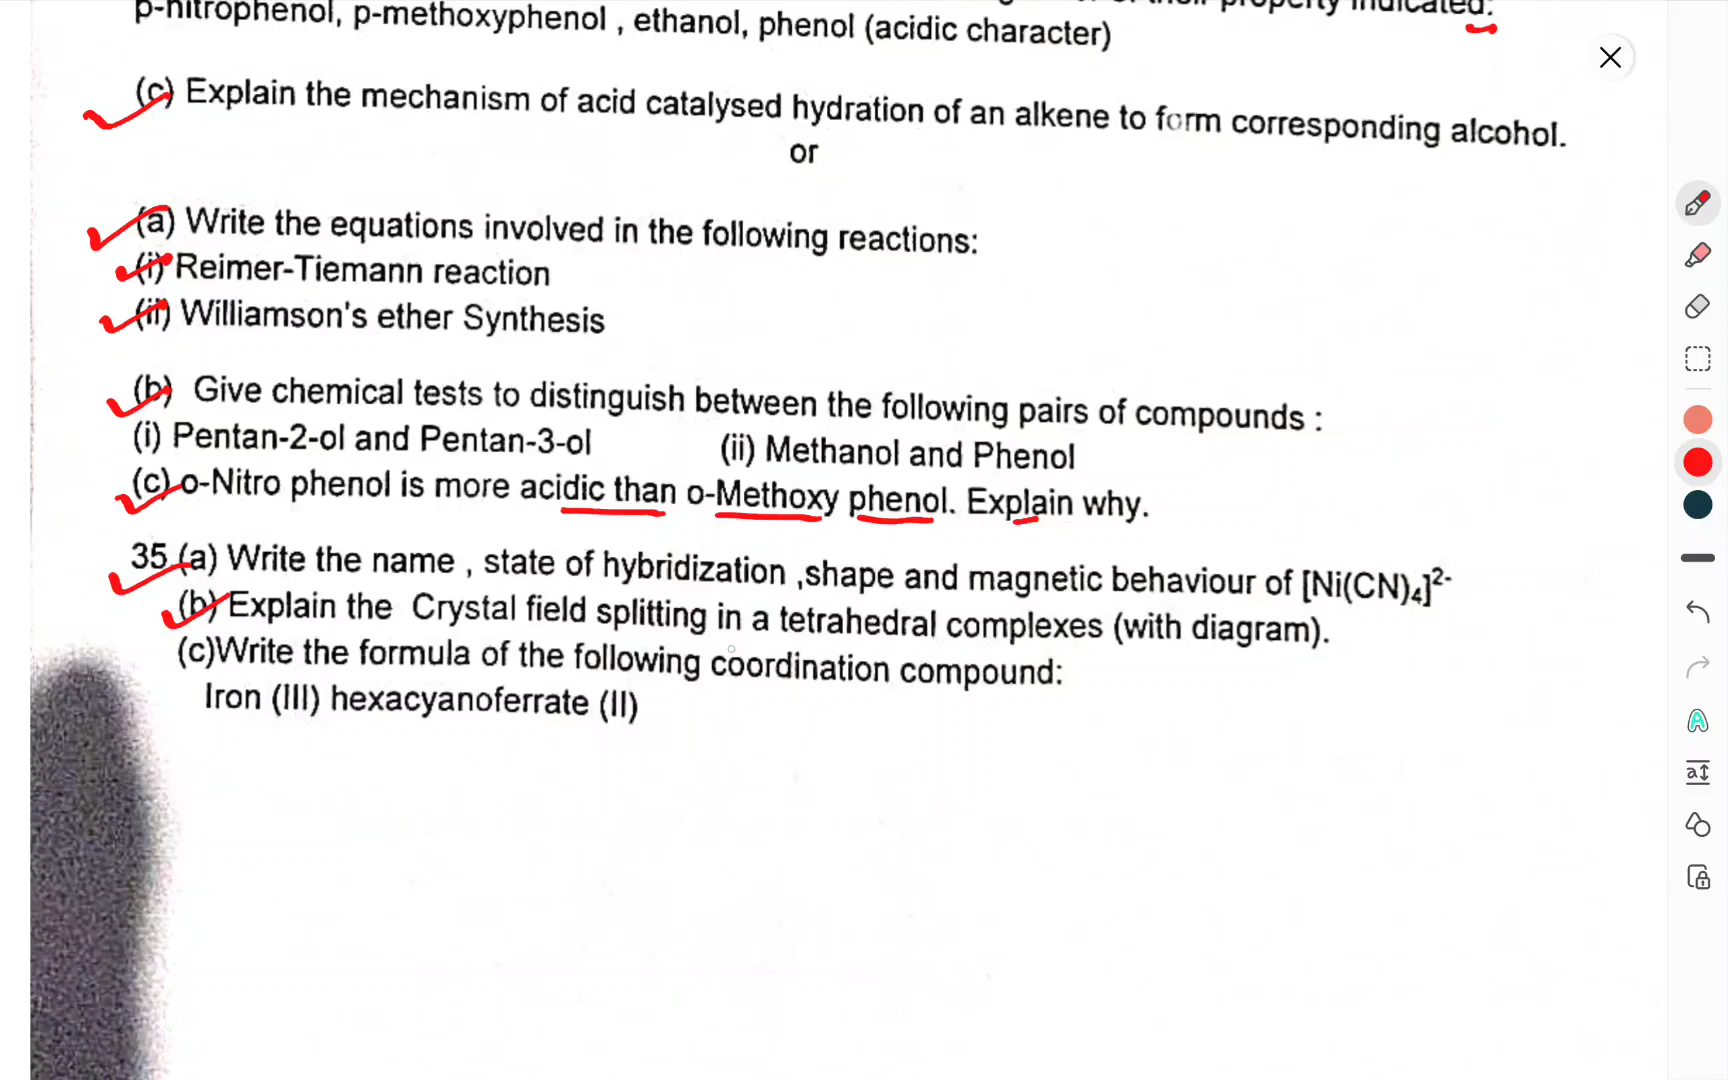 p-nitrophenol, p-methoxyphenol , ethanol, phenol (acidic character)
(c) Explain the mechanism of acid catalysed hydration of an alkene to form corresponding alcohol.
or
(a) Write the equations involved in the following reactions:
(i) Reimer-Tiemann reaction
(ii) Williamson's ether Synthesis
(b) Give chemical tests to distinguish between the following pairs of compounds :
(i) Pentan-2-ol and Pentan-3-ol (ii) Methanol and Phenol
(c) o-Nitro phenol is more acidic than o-Methoxy phenol. Explain why.
35.(a) Write the name , state of hybridization ,shape and magnetic behaviour of [Ni(CN)₄]²⁻
(b) Explain the Crystal field splitting in a tetrahedral complexes (with diagram).
(c)Write the formula of the following coordination compound:
Iron (III) hexacyanoferrate (II)